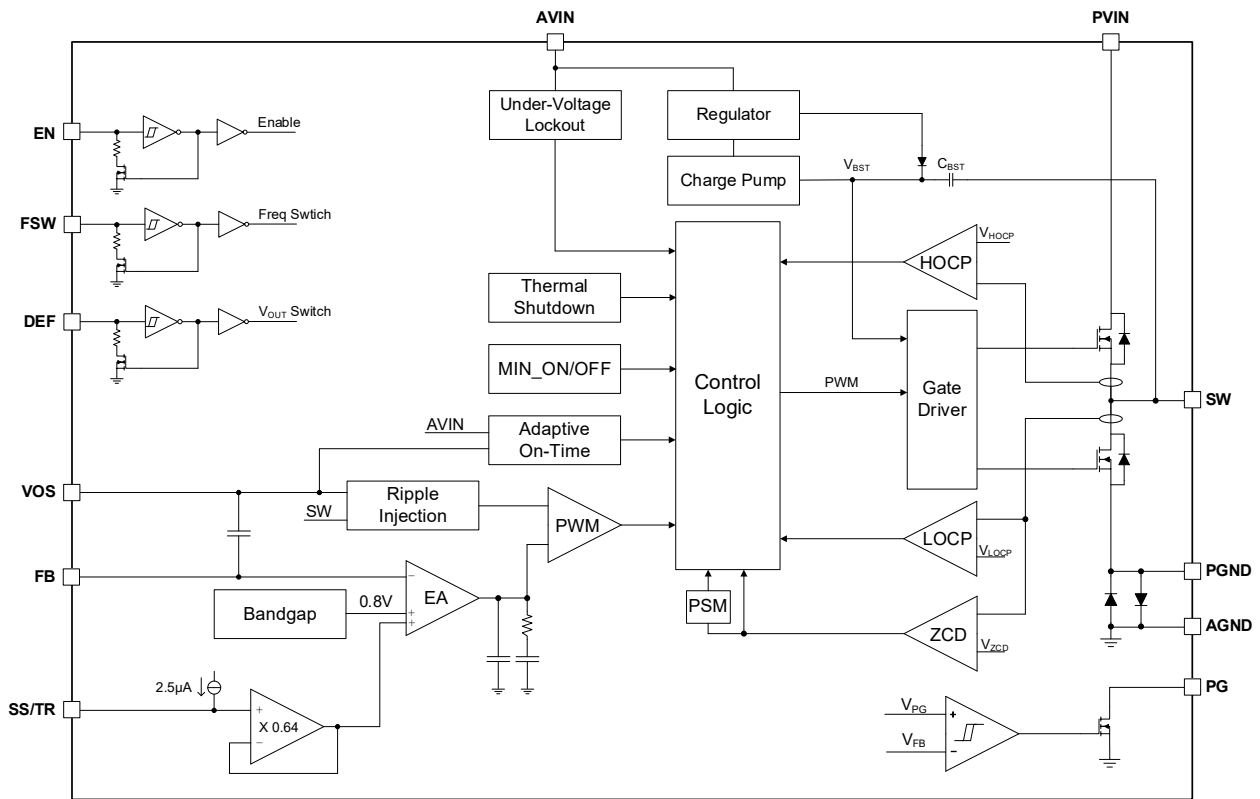 AVIN
PVIN
EN
Enable
Under-Voltage
Lockout
Regulator
Charge Pump
V_BST
C_BST
FSW
Freq Swtich
HOCP
V_HOCP
Thermal
Shutdown
DEF
V_OUT Switch
MIN_ON/OFF
Control
Logic
PWM
Gate
Driver
SW
AVIN
Adaptive
On-Time
VOS
SW
Ripple
Injection
PWM
LOCP
V_LOCP
FB
−
EA
+
+
Bandgap
0.8V
PSM
ZCD
V_ZCD
PGND
AGND
SS/TR
2.5µA
+
−
X 0.64
PG
V_PG
+
V_FB
−